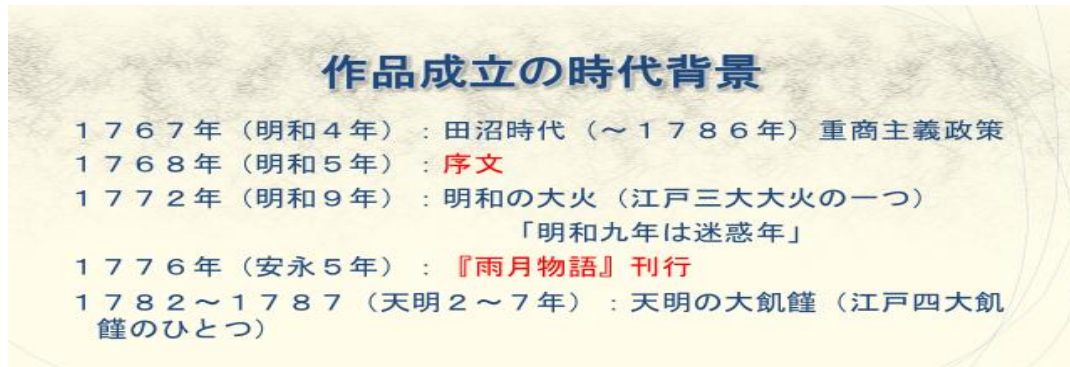 作品成立の時代背景
１７６７年（明和４年）：田沼時代（～１７８６年）重商主義政策
１７６８年（明和５年）：序文
１７７２年（明和９年）：明和の大火（江戸三大大火の一つ）
「明和九年は迷惑年」
１７７６年（安永５年）：『雨月物語』刊行
１７８２～１７８７（天明２～７年）：天明の大飢饉（江戸四大飢
饉のひとつ）